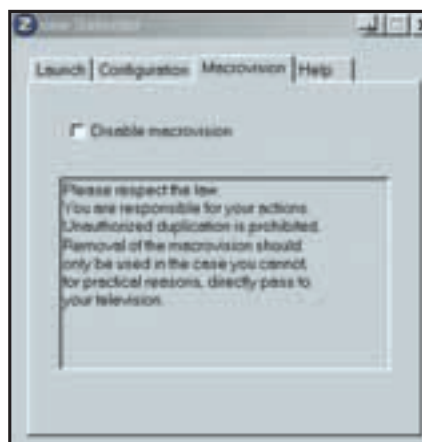 Launch Configuration Macrovision Help
Disable macrovision
Please respect the law
You are responsible for your actions.
Unauthorized duplication is prohibited.
Removal of the macrovision should
only be used in the case you cannot,
for practical reasons, directly pass to
your television.